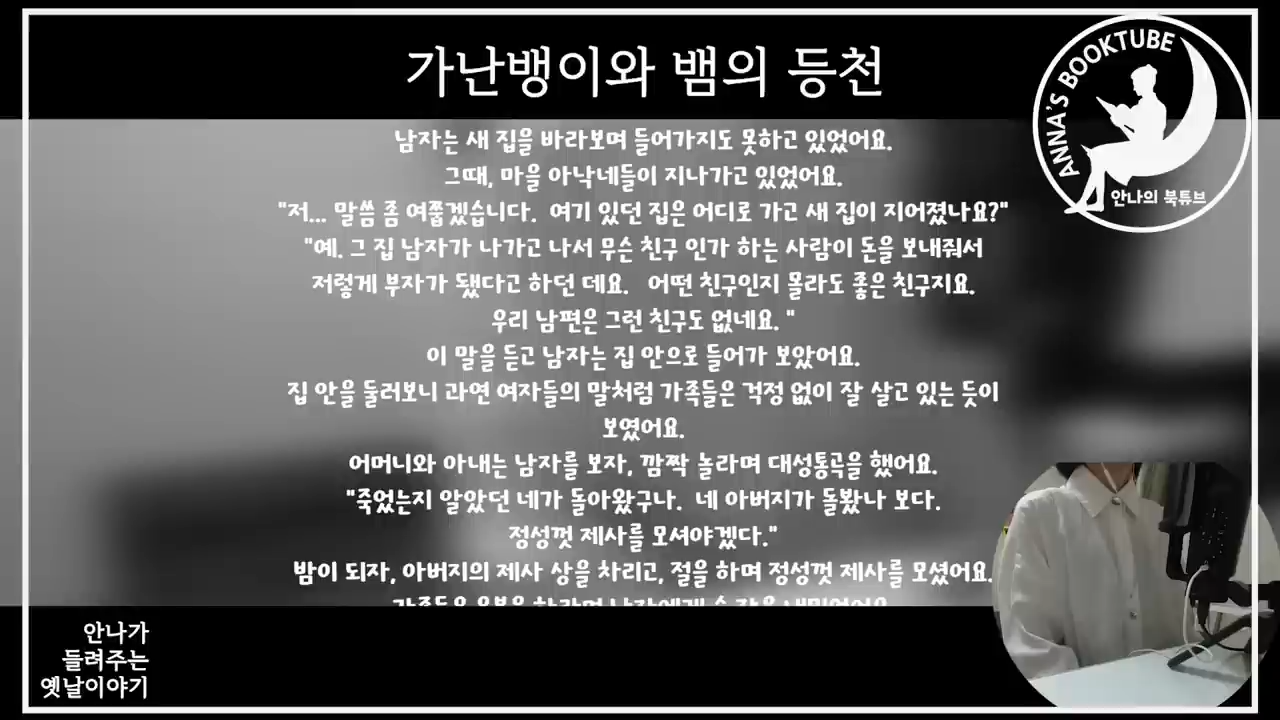 가난뱅이와 뱀의 등천
ANNA'S BOOKTUBE
안나의 북튜브
남자는 새 집을 바라보며 들어가지도 못하고 있었어요.
그때, 마을 아낙네들이 지나가고 있었어요.
"저... 말씀 좀 여쭙겠습니다. 여기 있던 집은 어디로 가고 새 집이 지어졌나요?"
"예. 그 집 남자가 나가고 나서 무슨 친구 인가 하는 사람이 돈을 보내줘서
저렇게 부자가 됐다고 하던 데요. 어떤 친구인지 몰라도 좋은 친구지요.
우리 남편은 그런 친구도 없네요. "
이 말을 듣고 남자는 집 안으로 들어가 보았어요.
집 안을 둘러보니 과연 여자들의 말처럼 가족들은 걱정 없이 잘 살고 있는 듯이
보였어요.
어머니와 아내는 남자를 보자, 깜짝 놀라며 대성통곡을 했어요.
"죽었는지 알았던 네가 돌아왔구나. 네 아버지가 돌봤나 보다.
정성껏 제사를 모셔야겠다."
밤이 되자, 아버지의 제사 상을 차리고, 절을 하며 정성껏 제사를 모셨어요.
안나가
들려주는
옛날이야기